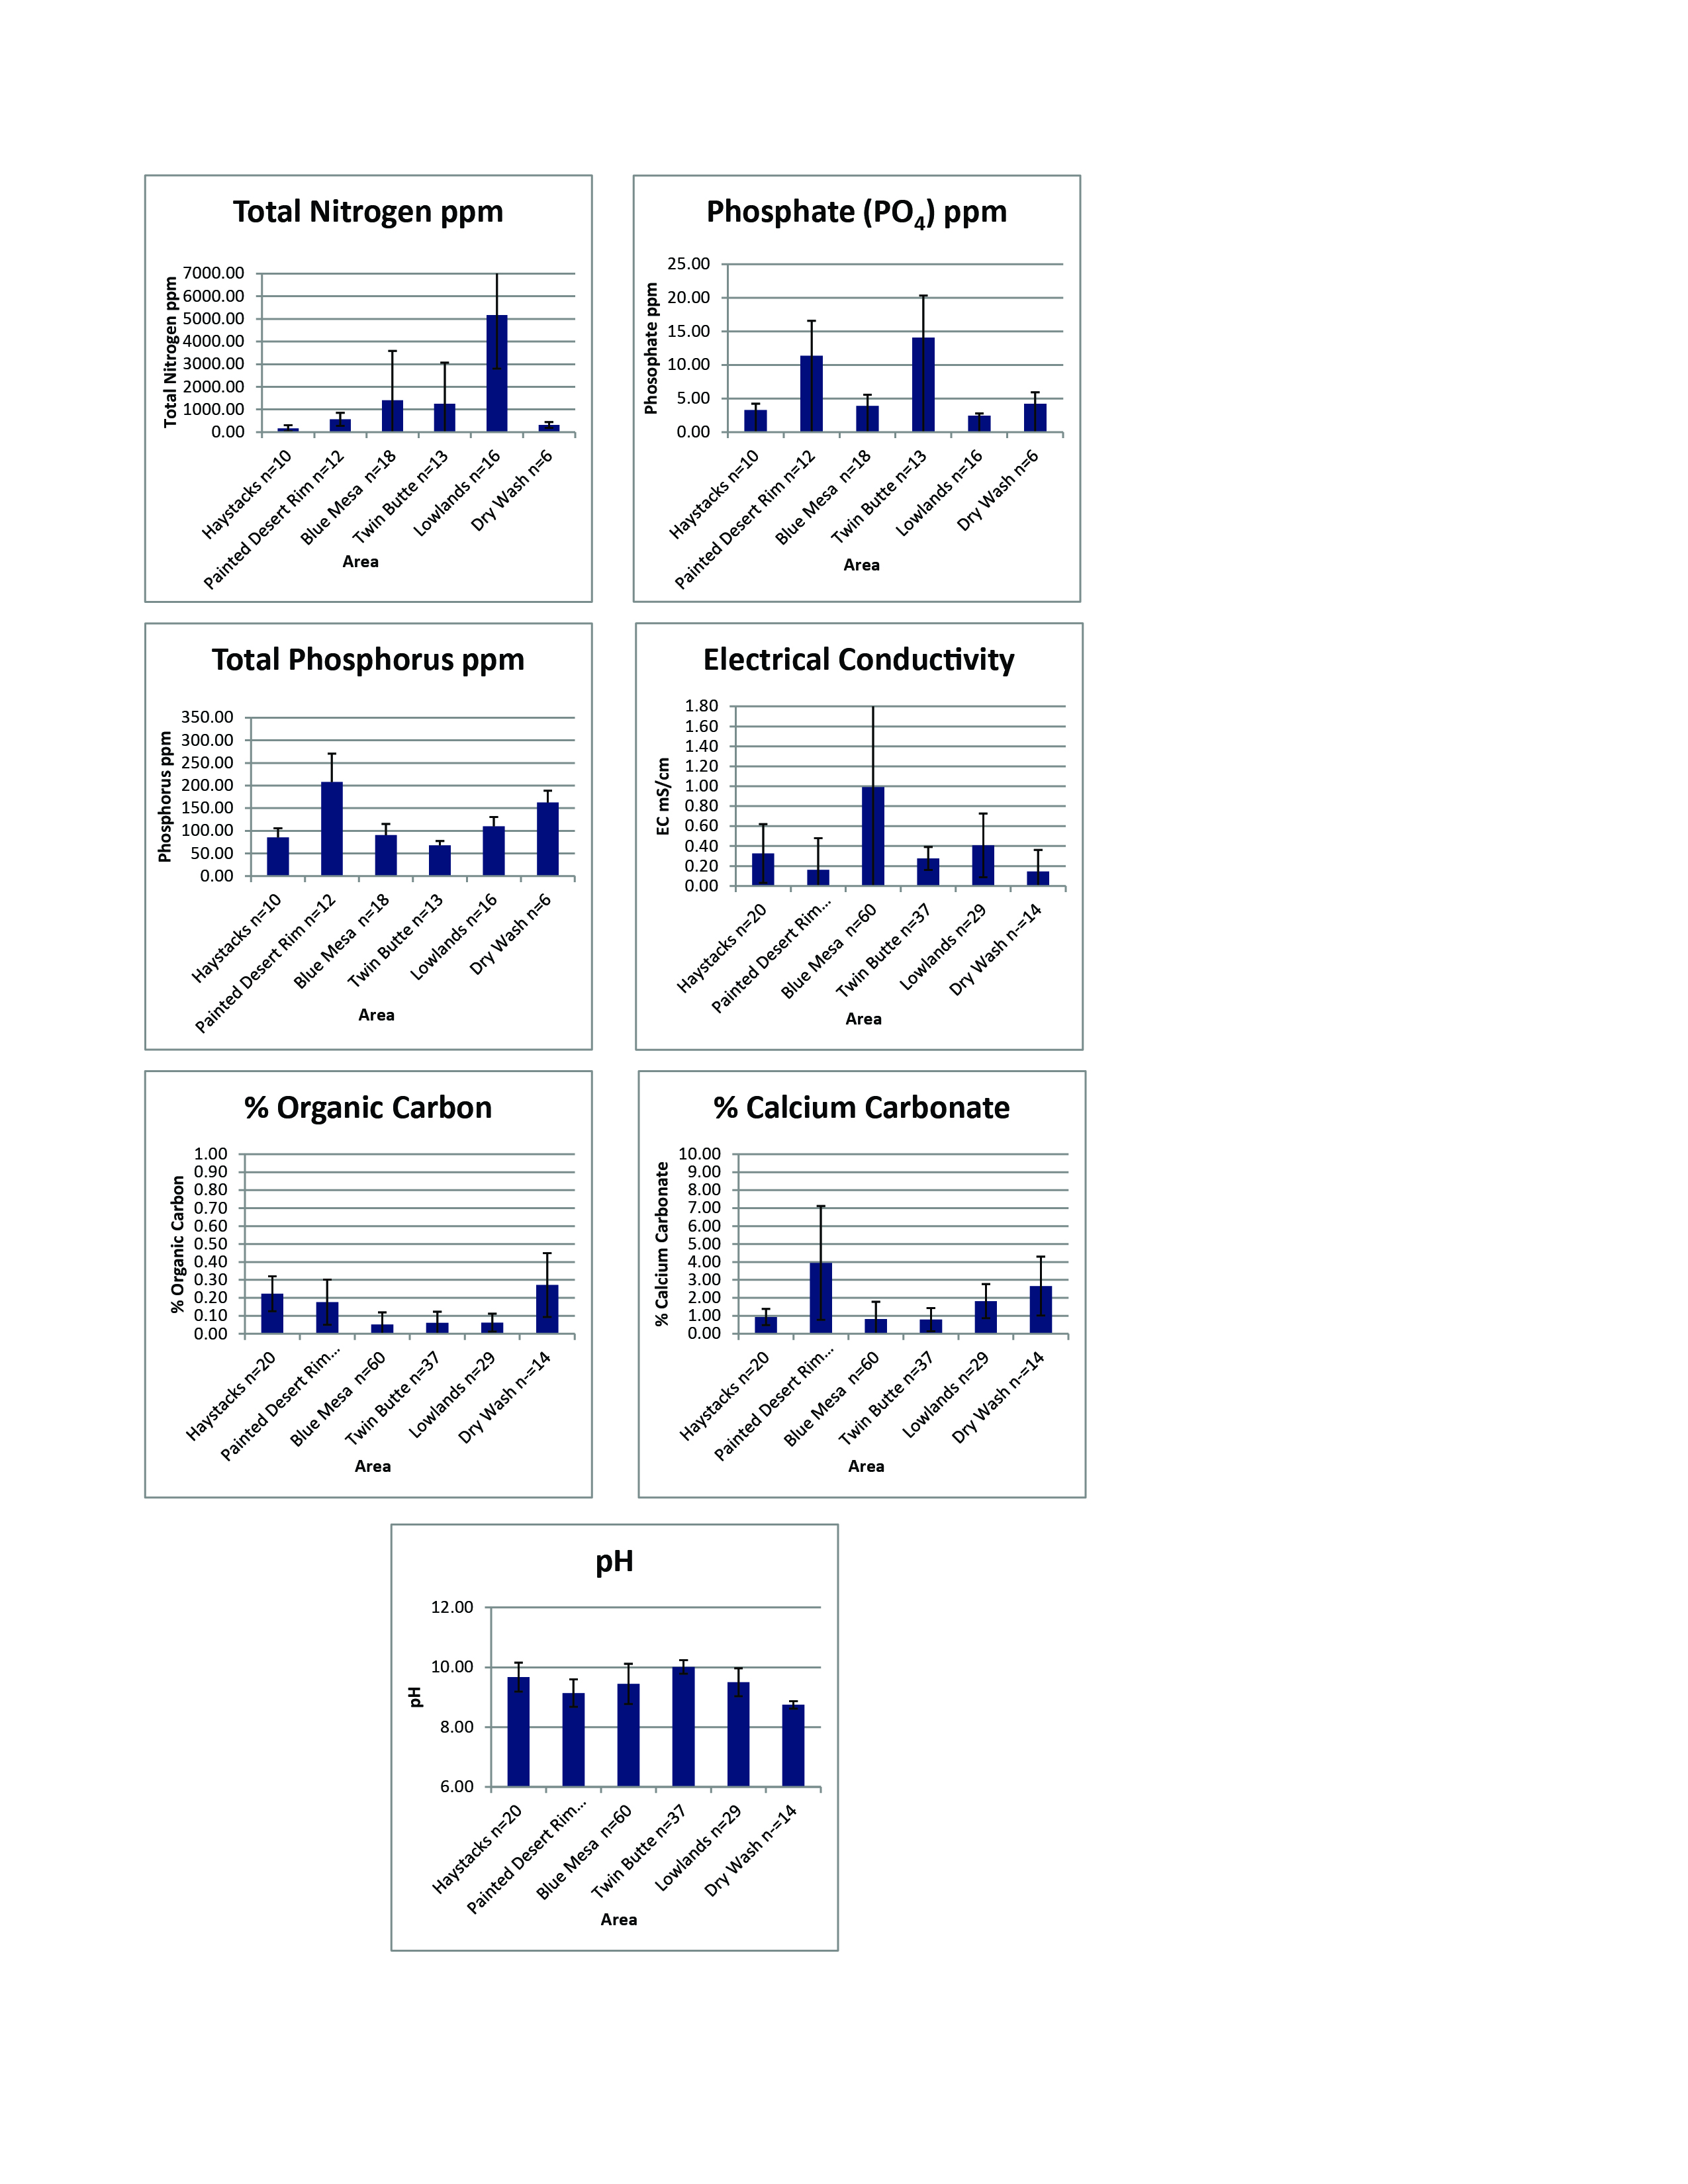 Total Nitrogen ppm
Total Nitrogen ppm
7000.00
6000.00
5000.00
4000.00
3000.00
2000.00
1000.00
0.00
Haystacks n=10
Painted Desert Rim n=12
Blue Mesa n=18
Twin Butte n=13
Lowlands n=16
Dry Wash n=6
Area
Phosphate (PO4) ppm
Phosophate ppm
25.00
20.00
15.00
10.00
5.00
0.00
Haystacks n=10
Painted Desert Rim n=12
Blue Mesa n=18
Twin Butte n=13
Lowlands n=16
Dry Wash n=6
Area
Total Phosphorus ppm
Phosphorus ppm
350.00
300.00
250.00
200.00
150.00
100.00
50.00
0.00
Haystacks n=10
Painted Desert Rim n=12
Blue Mesa n=18
Twin Butte n=13
Lowlands n=16
Dry Wash n=6
Area
Electrical Conductivity
EC mS/cm
1.80
1.60
1.40
1.20
1.00
0.80
0.60
0.40
0.20
0.00
Haystacks n=20
Painted Desert Rim...
Blue Mesa n=60
Twin Butte n=37
Lowlands n=29
Dry Wash n-=14
Area
% Organic Carbon
% Organic Carbon
1.00
0.90
0.80
0.70
0.60
0.50
0.40
0.30
0.20
0.10
0.00
Haystacks n=20
Painted Desert Rim...
Blue Mesa n=60
Twin Butte n=37
Lowlands n=29
Dry Wash n-=14
Area
% Calcium Carbonate
% Calcium Carbonate
10.00
9.00
8.00
7.00
6.00
5.00
4.00
3.00
2.00
1.00
0.00
Haystacks n=20
Painted Desert Rim...
Blue Mesa n=60
Twin Butte n=37
Lowlands n=29
Dry Wash n-=14
Area
pH
pH
12.00
10.00
8.00
6.00
Haystacks n=20
Painted Desert Rim...
Blue Mesa n=60
Twin Butte n=37
Lowlands n=29
Dry Wash n-=14
Area